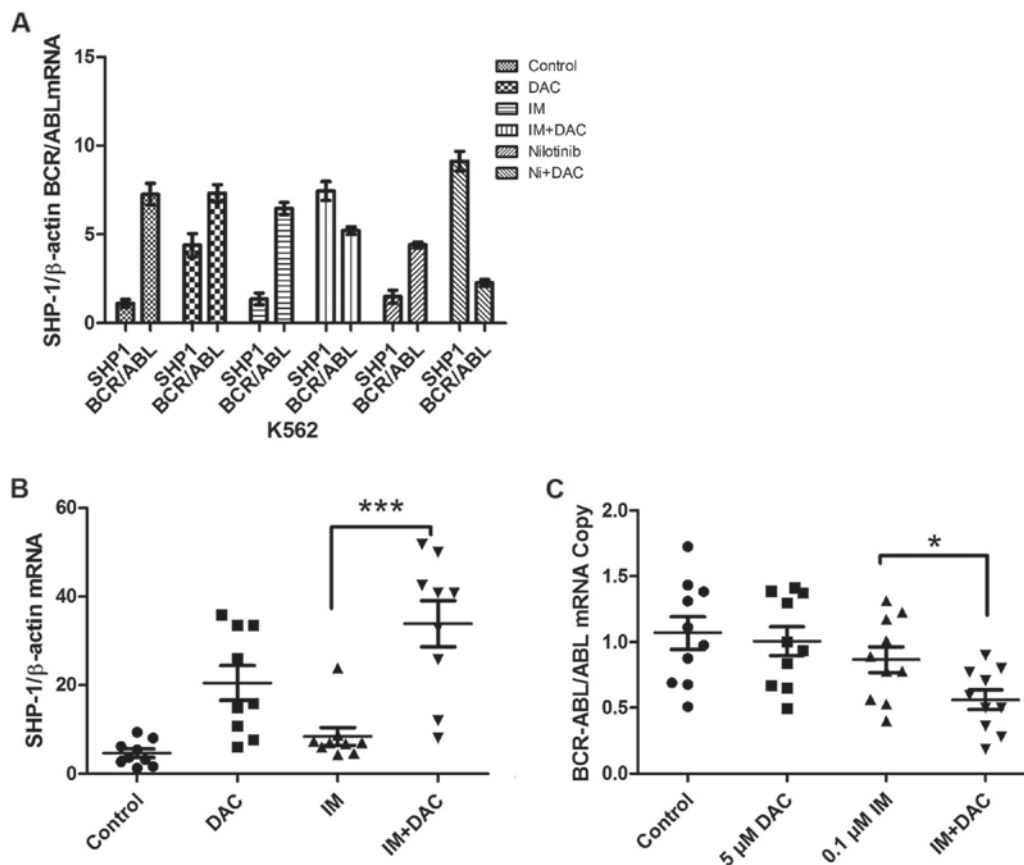 A
SHP-1/β-actin BCR/ABLmRNA
15
10
5
0
Control
DAC
IM
IM+DAC
Nilotinib
Ni+DAC
SHP1
BCR/ABL
SHP1
BCR/ABL
SHP1
BCR/ABL
SHP1
BCR/ABL
SHP1
BCR/ABL
SHP1
BCR/ABL
K562
B
SHP-1/β-actin mRNA
60
40
20
0
***
Control
DAC
IM
IM+DAC
C
BCR-ABL/ABL mRNA Copy
2.0
1.5
1.0
0.5
0.0
*
Control
5 μM DAC
0.1 μM IM
IM+DAC